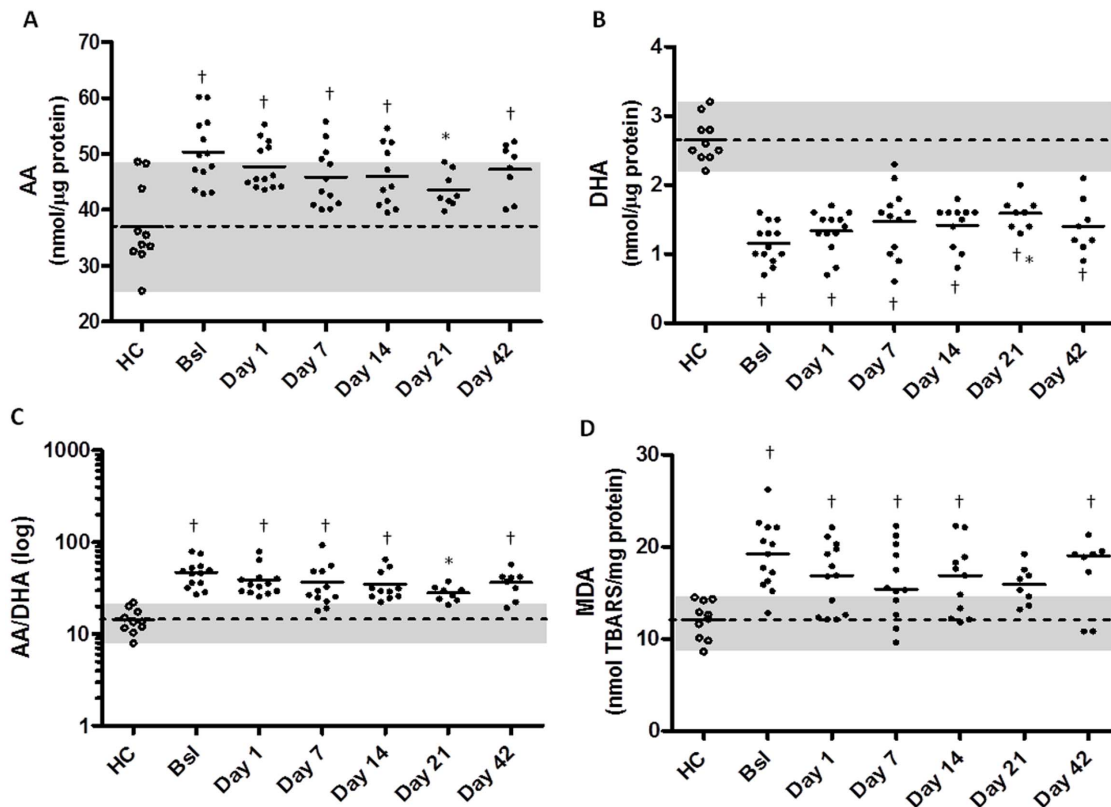 A
AA
(nmol/µg protein)
70
60
50
40
30
20
† † † † * †
HC Bsl Day 1 Day 7 Day 14 Day 21 Day 42
B
DHA
(nmol/µg protein)
4
3
2
1
0
† † † † †* †
HC Bsl Day 1 Day 7 Day 14 Day 21 Day 42
C
AA/DHA (log)
1000
100
10
1
† † † † * †
HC Bsl Day 1 Day 7 Day 14 Day 21 Day 42
D
MDA
(nmol TBARS/mg protein)
30
20
10
0
† † † † †
HC Bsl Day 1 Day 7 Day 14 Day 21 Day 42